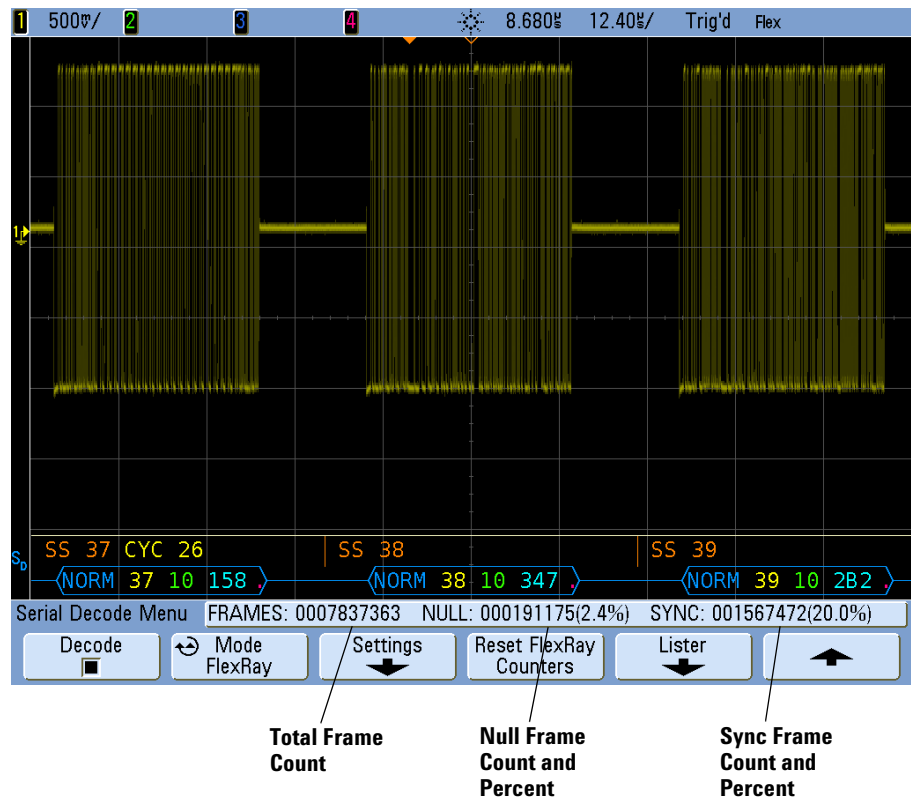 1 500mV/ 2 3 4 8.680us 12.40us/ Trig'd Flex
1
SS 37 CYC 26 SS 38 SS 39
SD
NORM 37 10 158 . NORM 38 10 347 . NORM 39 10 2B2 .
Serial Decode Menu FRAMES: 0007837363 NULL: 000191175(2.4%) SYNC: 001567472(20.0%)
Decode Mode Settings Reset FlexRay Lister
FlexRay Counters
Total Frame Null Frame Sync Frame
Count Count and Count and
Percent Percent